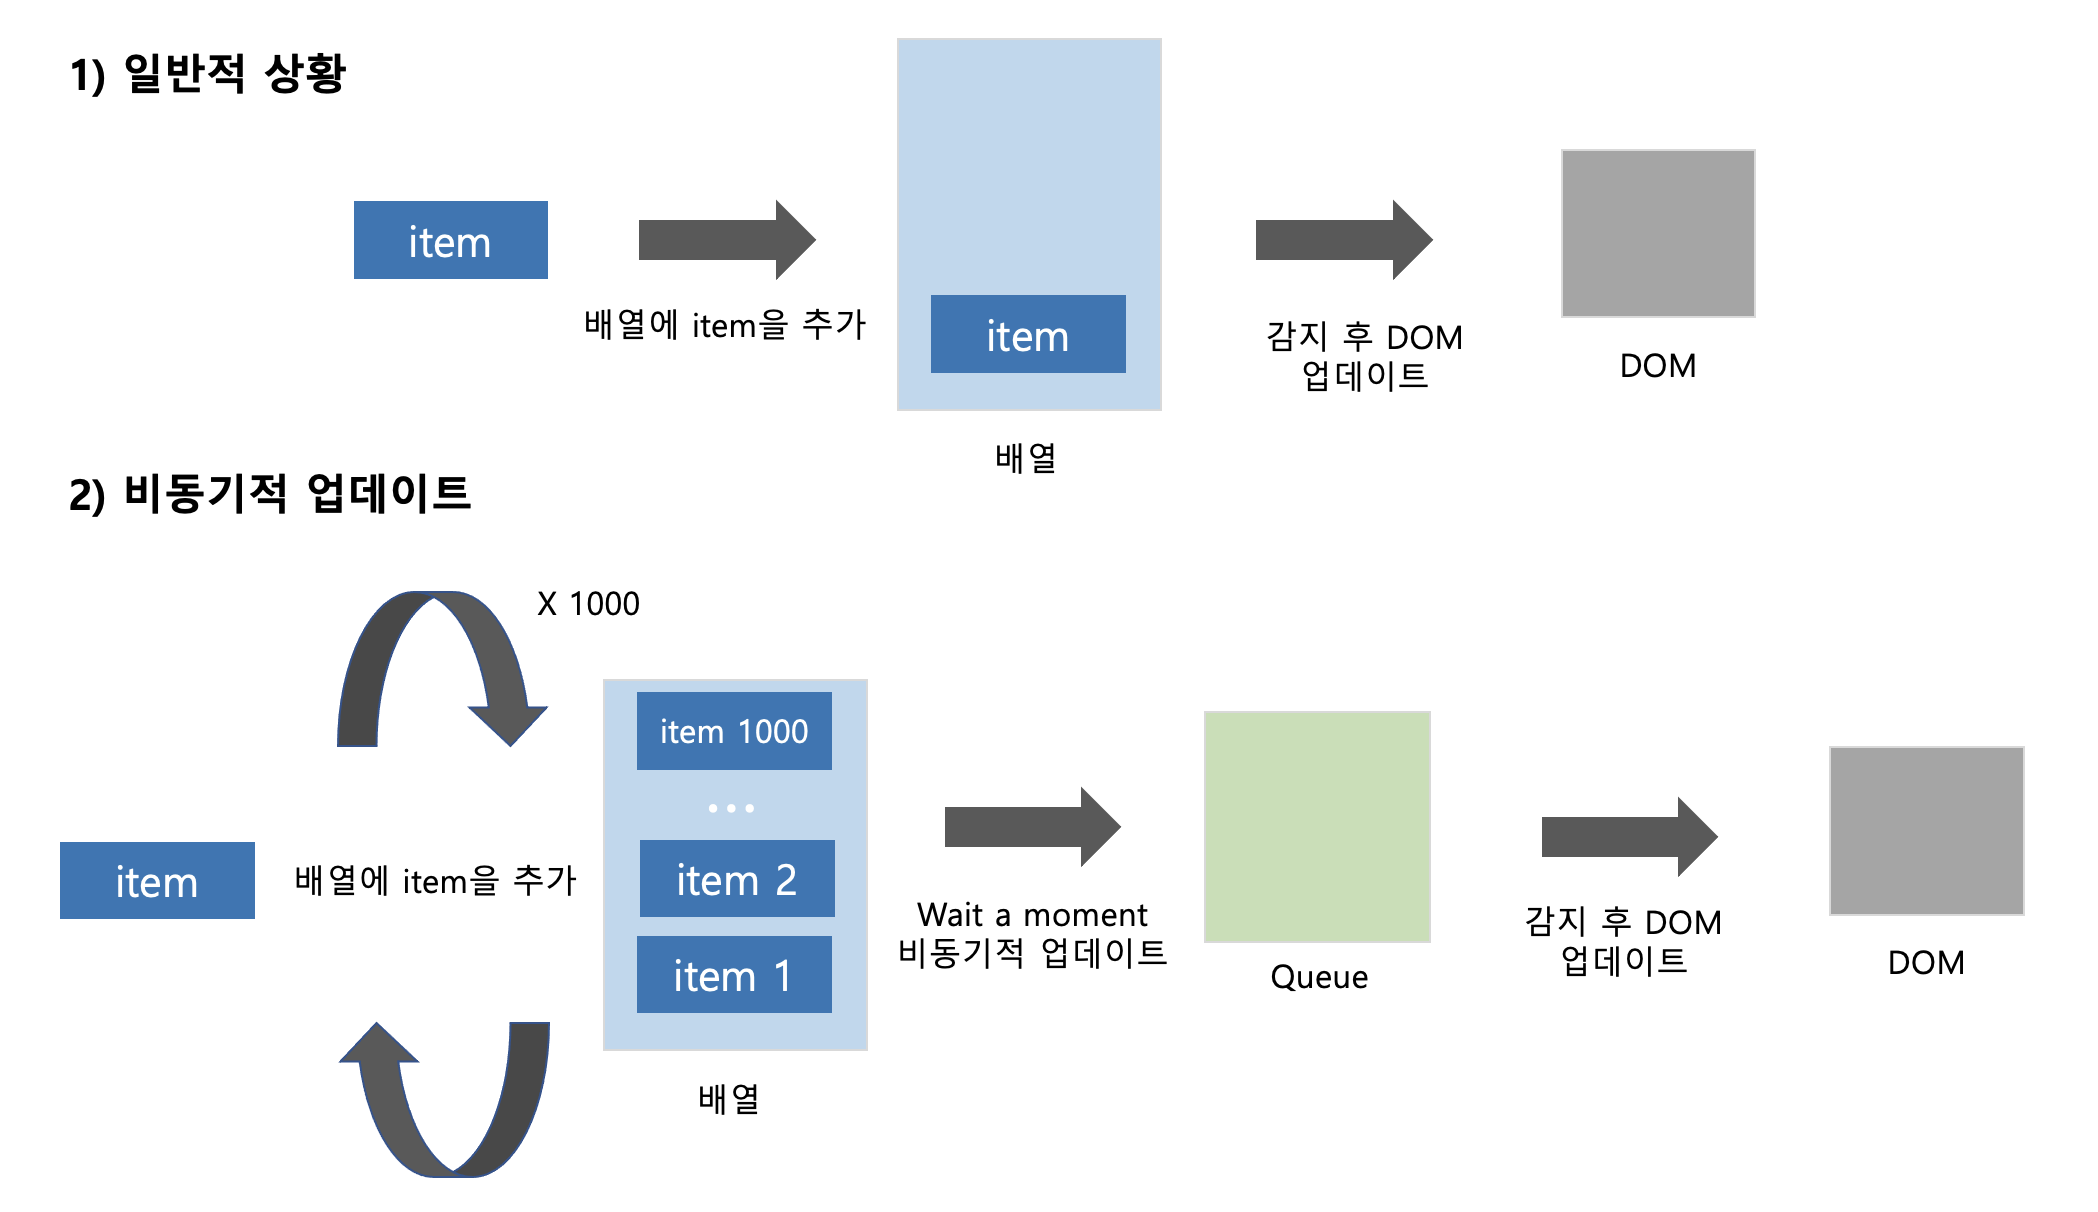 1) 일반적 상황
item
배열에 item을 추가
item
배열
감지 후 DOM
업데이트
DOM
2) 비동기적 업데이트
X 1000
item
배열에 item을 추가
item 1000
...
item 2
item 1
배열
Wait a moment
비동기적 업데이트
Queue
감지 후 DOM
업데이트
DOM